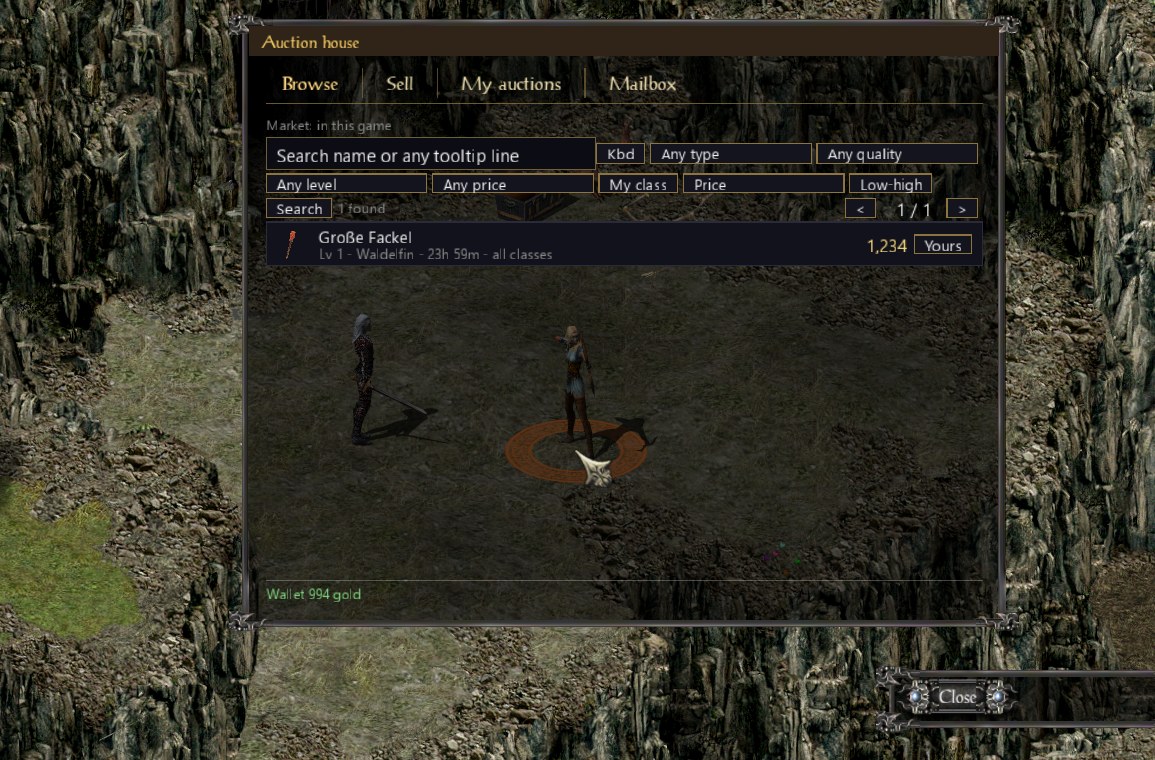 Auction house
Browse Sell My auctions Mailbox
Market: in this game
Search name or any tooltip line Kbd Any type Any quality
Any level Any price My class Price Low-high
Search 1 found < 1 / 1 >
Große Fackel
Lv 1 - Waldelfin - 23h 59m - all classes
1,234 Yours
Wallet 994 gold
Close